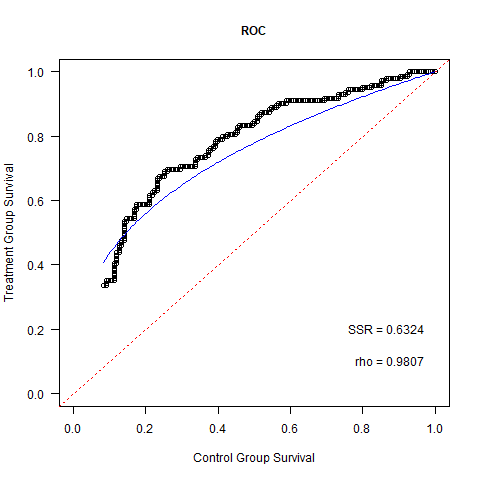 ROC
Treatment Group Survival
1.0
0.8
0.6
0.4
0.2
0.0
SSR = 0.6324
rho = 0.9807
0.0 0.2 0.4 0.6 0.8 1.0
Control Group Survival